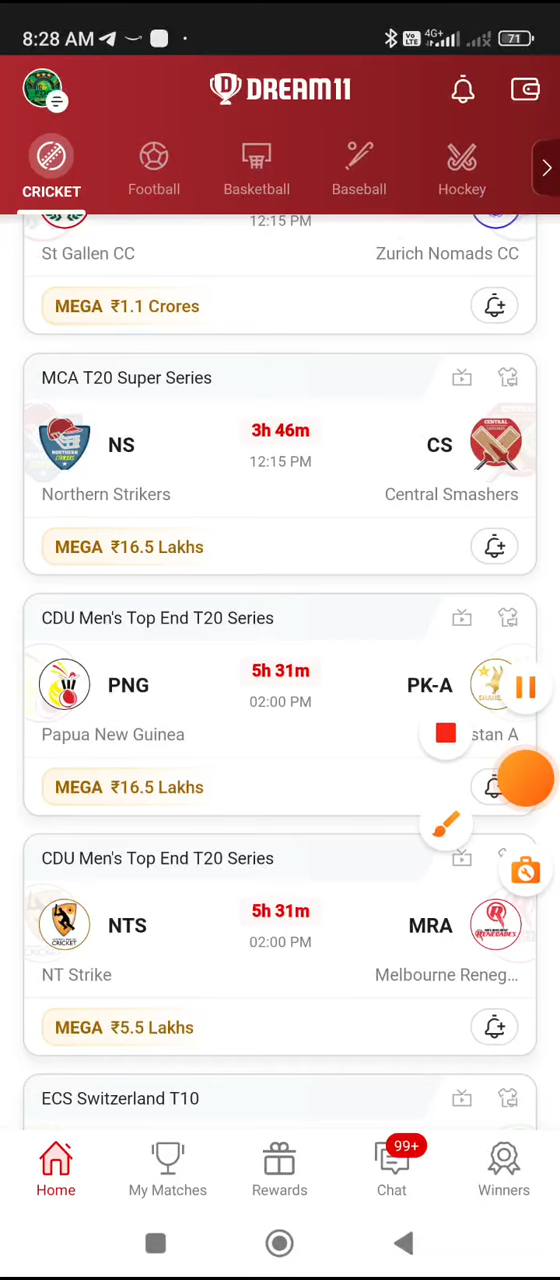 8:28 AM
Vo LTE 4G+ 71
DREAM11
CRICKET Football Basketball Baseball Hockey
12:15 PM
St Gallen CC Zurich Nomads CC
MEGA ₹1.1 Crores
MCA T20 Super Series
NS 3h 46m CS
12:15 PM
Northern Strikers Central Smashers
MEGA ₹16.5 Lakhs
CDU Men's Top End T20 Series
PNG 5h 31m PK-A
02:00 PM
Papua New Guinea stan A
MEGA ₹16.5 Lakhs
CDU Men's Top End T20 Series
NTS 5h 31m MRA
02:00 PM
NT Strike Melbourne Reneg...
MEGA ₹5.5 Lakhs
ECS Switzerland T10
99+
Home My Matches Rewards Chat Winners